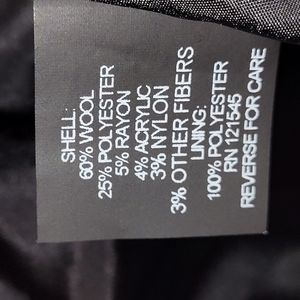 SHELL:
60% WOOL
25% POLYESTER
5% RAYON
4% ACRYLIC
3% NYLON
3% OTHER FIBERS
LINING:
100% POLYESTER
RN 121545
REVERSE FOR CARE